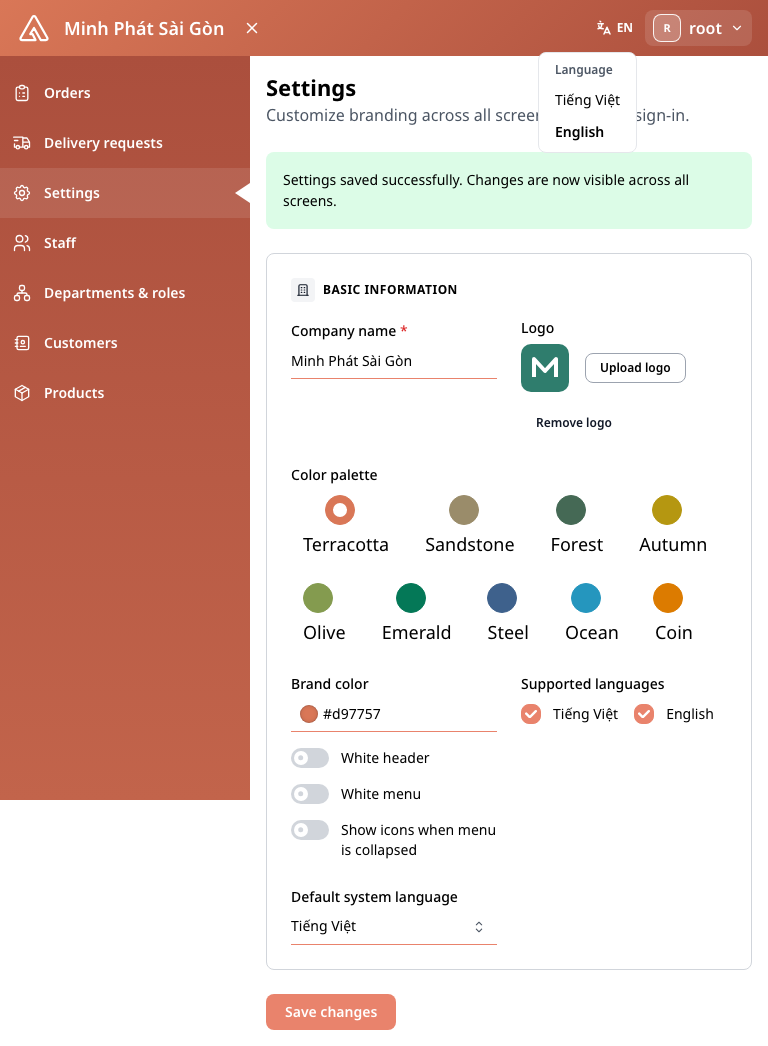 Minh Phát Sài Gòn
EN
R
root
Language
Tiếng Việt
English
Orders
Delivery requests
Settings
Staff
Departments & roles
Customers
Products
Settings
Customize branding across all screen
sign-in.
Settings saved successfully. Changes are now visible across all
screens.
BASIC INFORMATION
Company name *
Minh Phát Sài Gòn
Logo
M
Upload logo
Remove logo
Color palette
Terracotta
Sandstone
Forest
Autumn
Olive
Emerald
Steel
Ocean
Coin
Brand color
#d97757
Supported languages
Tiếng Việt
English
White header
White menu
Show icons when menu
is collapsed
Default system language
Tiếng Việt
Save changes